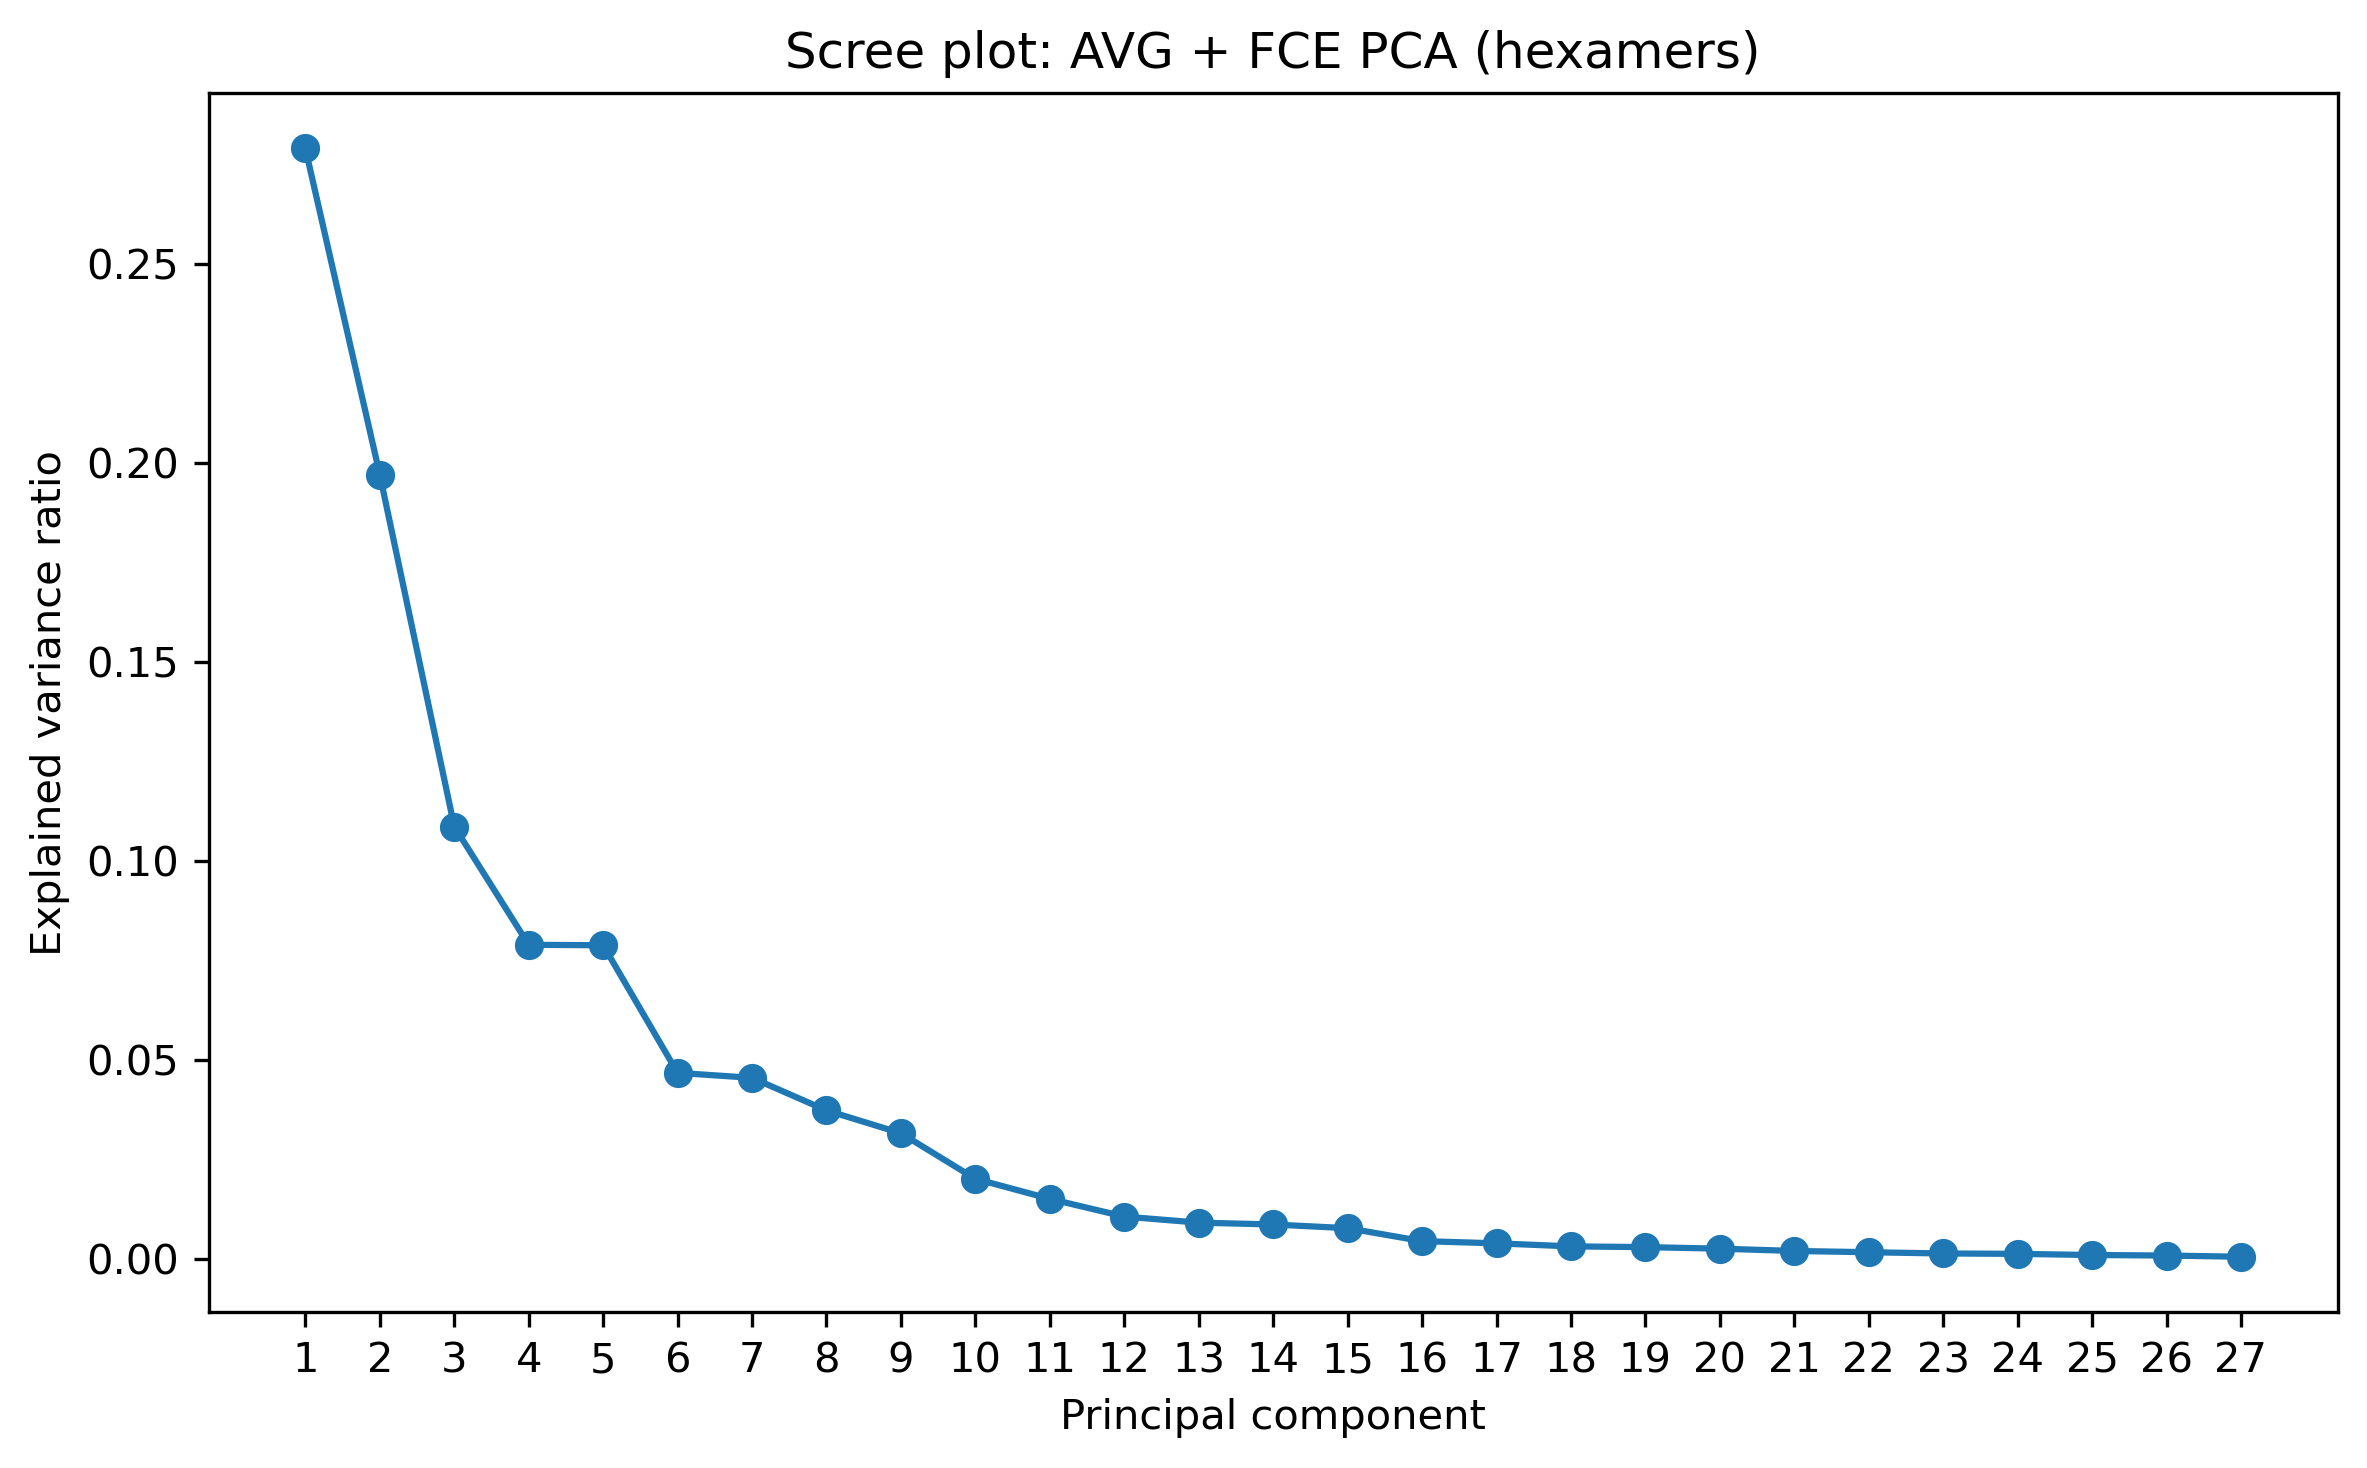 Scree plot: AVG + FCE PCA (hexamers)
Explained variance ratio
0.25
0.20
0.15
0.10
0.05
0.00
1 2 3 4 5 6 7 8 9 10 11 12 13 14 15 16 17 18 19 20 21 22 23 24 25 26 27
Principal component